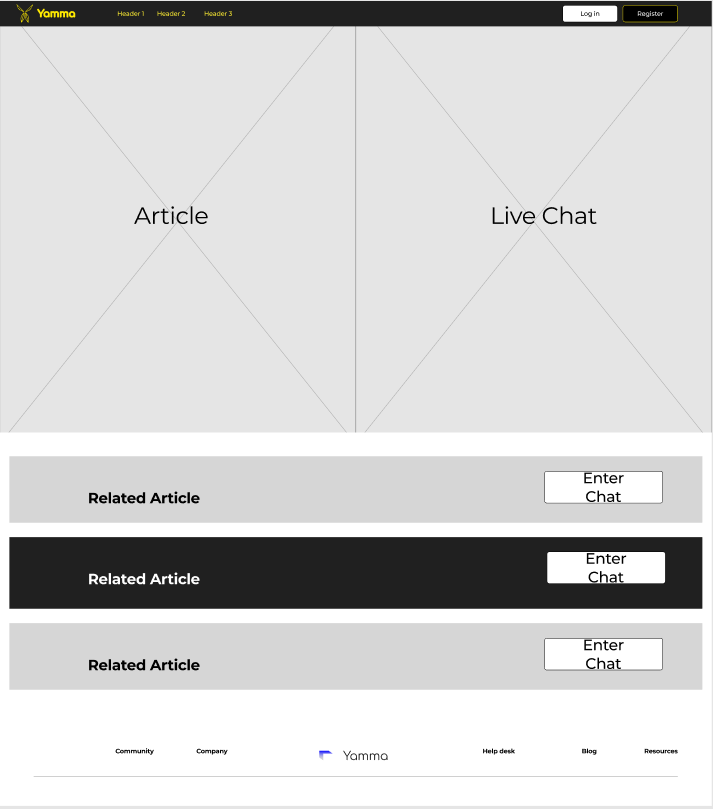 Yamma
Header 1
Header 2
Header 3
Log in
Register
Article
Live Chat
Related Article
Enter
Chat
Related Article
Enter
Chat
Related Article
Enter
Chat
Community
Company
Yamma
Help desk
Blog
Resources